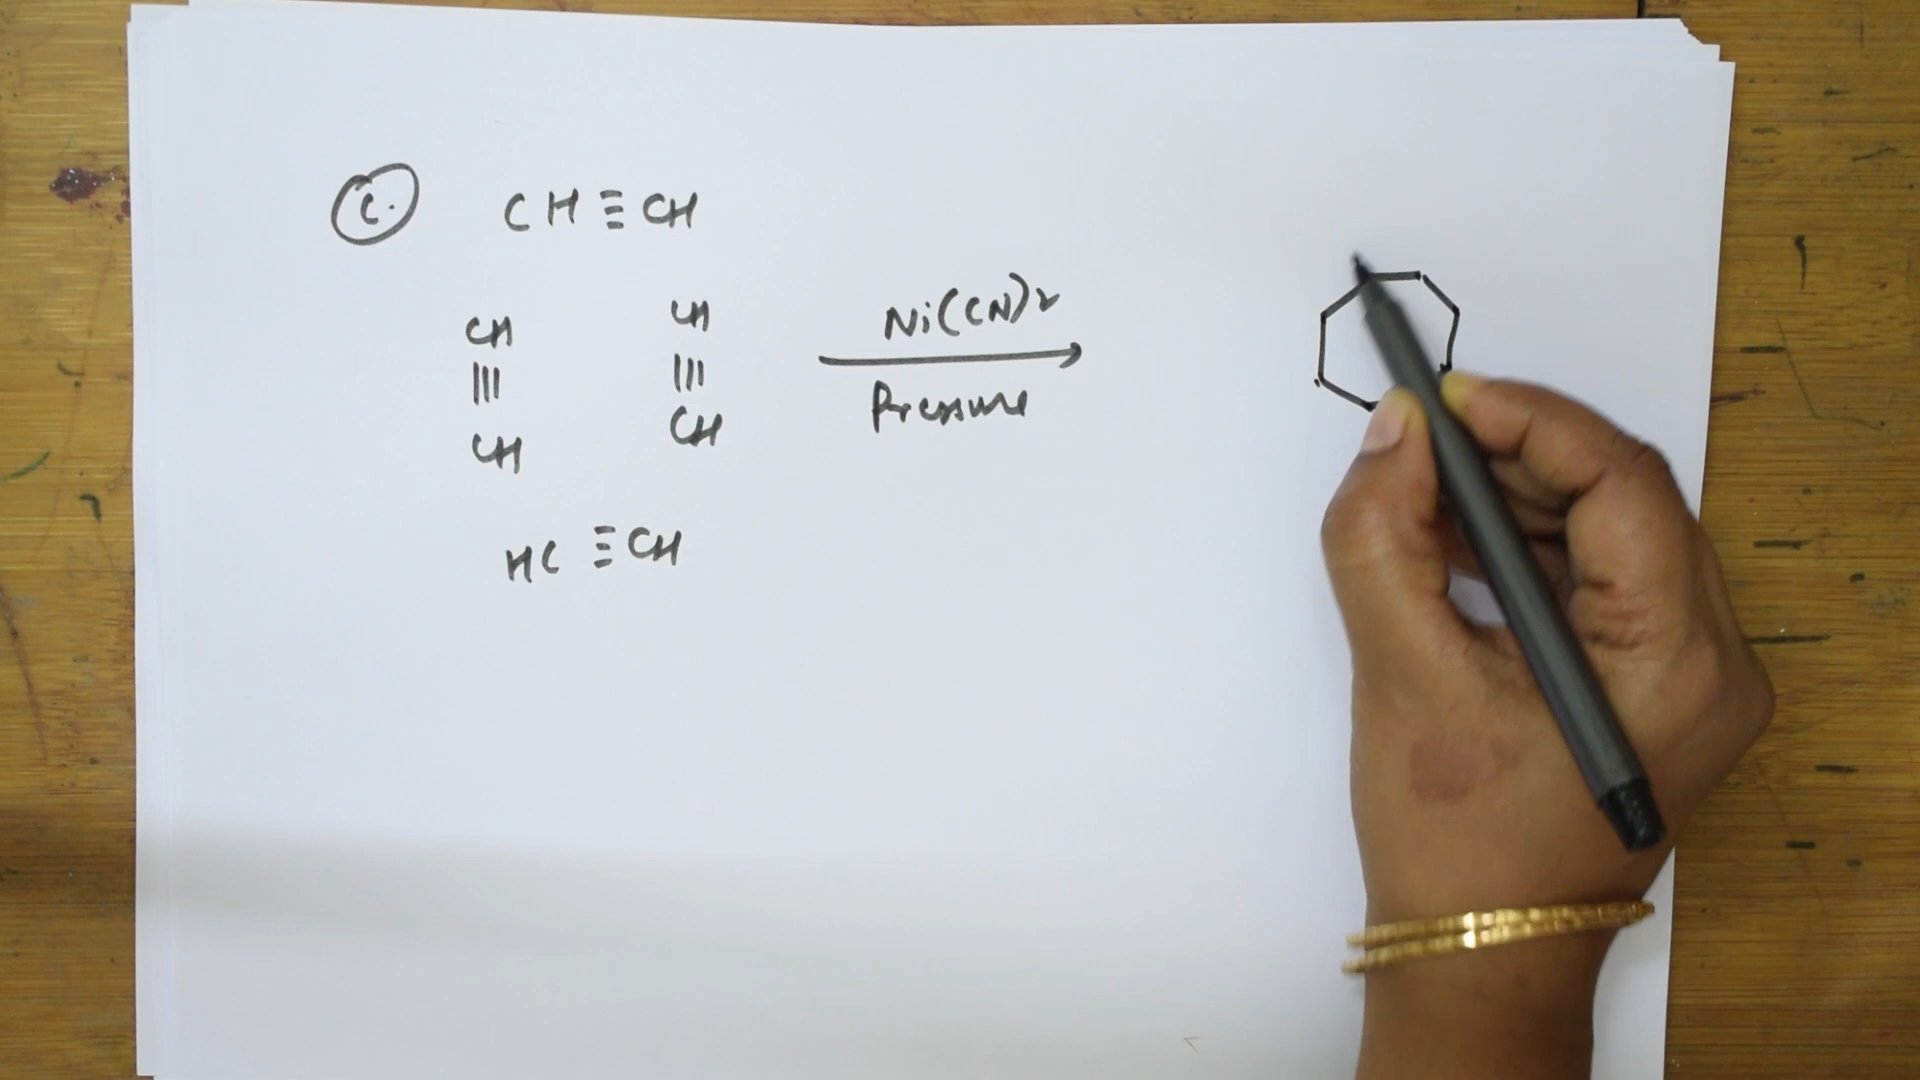 C.
CH≡CH
CH CH
||| |||
CH CH
HC≡CH
Ni(CN)2
Pressure